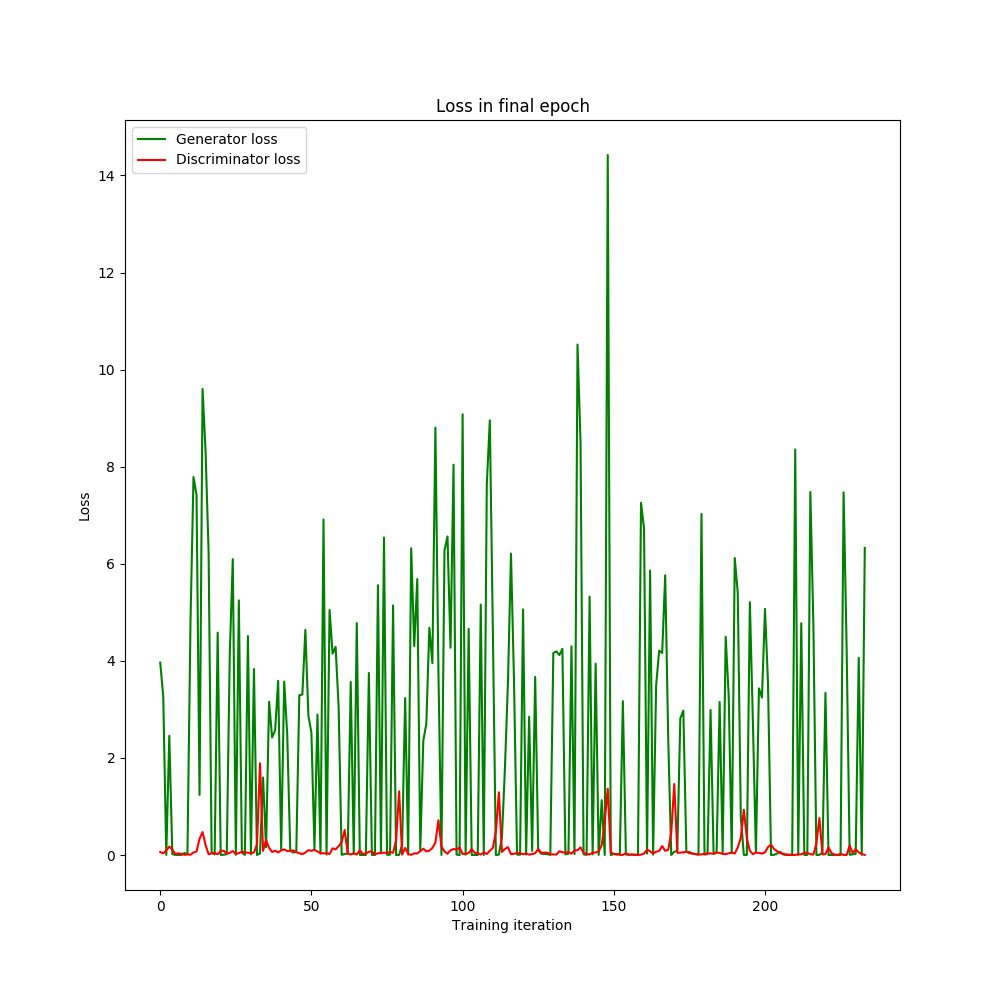 Loss in final epoch
Generator loss
Discriminator loss
14
12
10
8
6
4
2
0
Loss
0 50 100 150 200
Training iteration